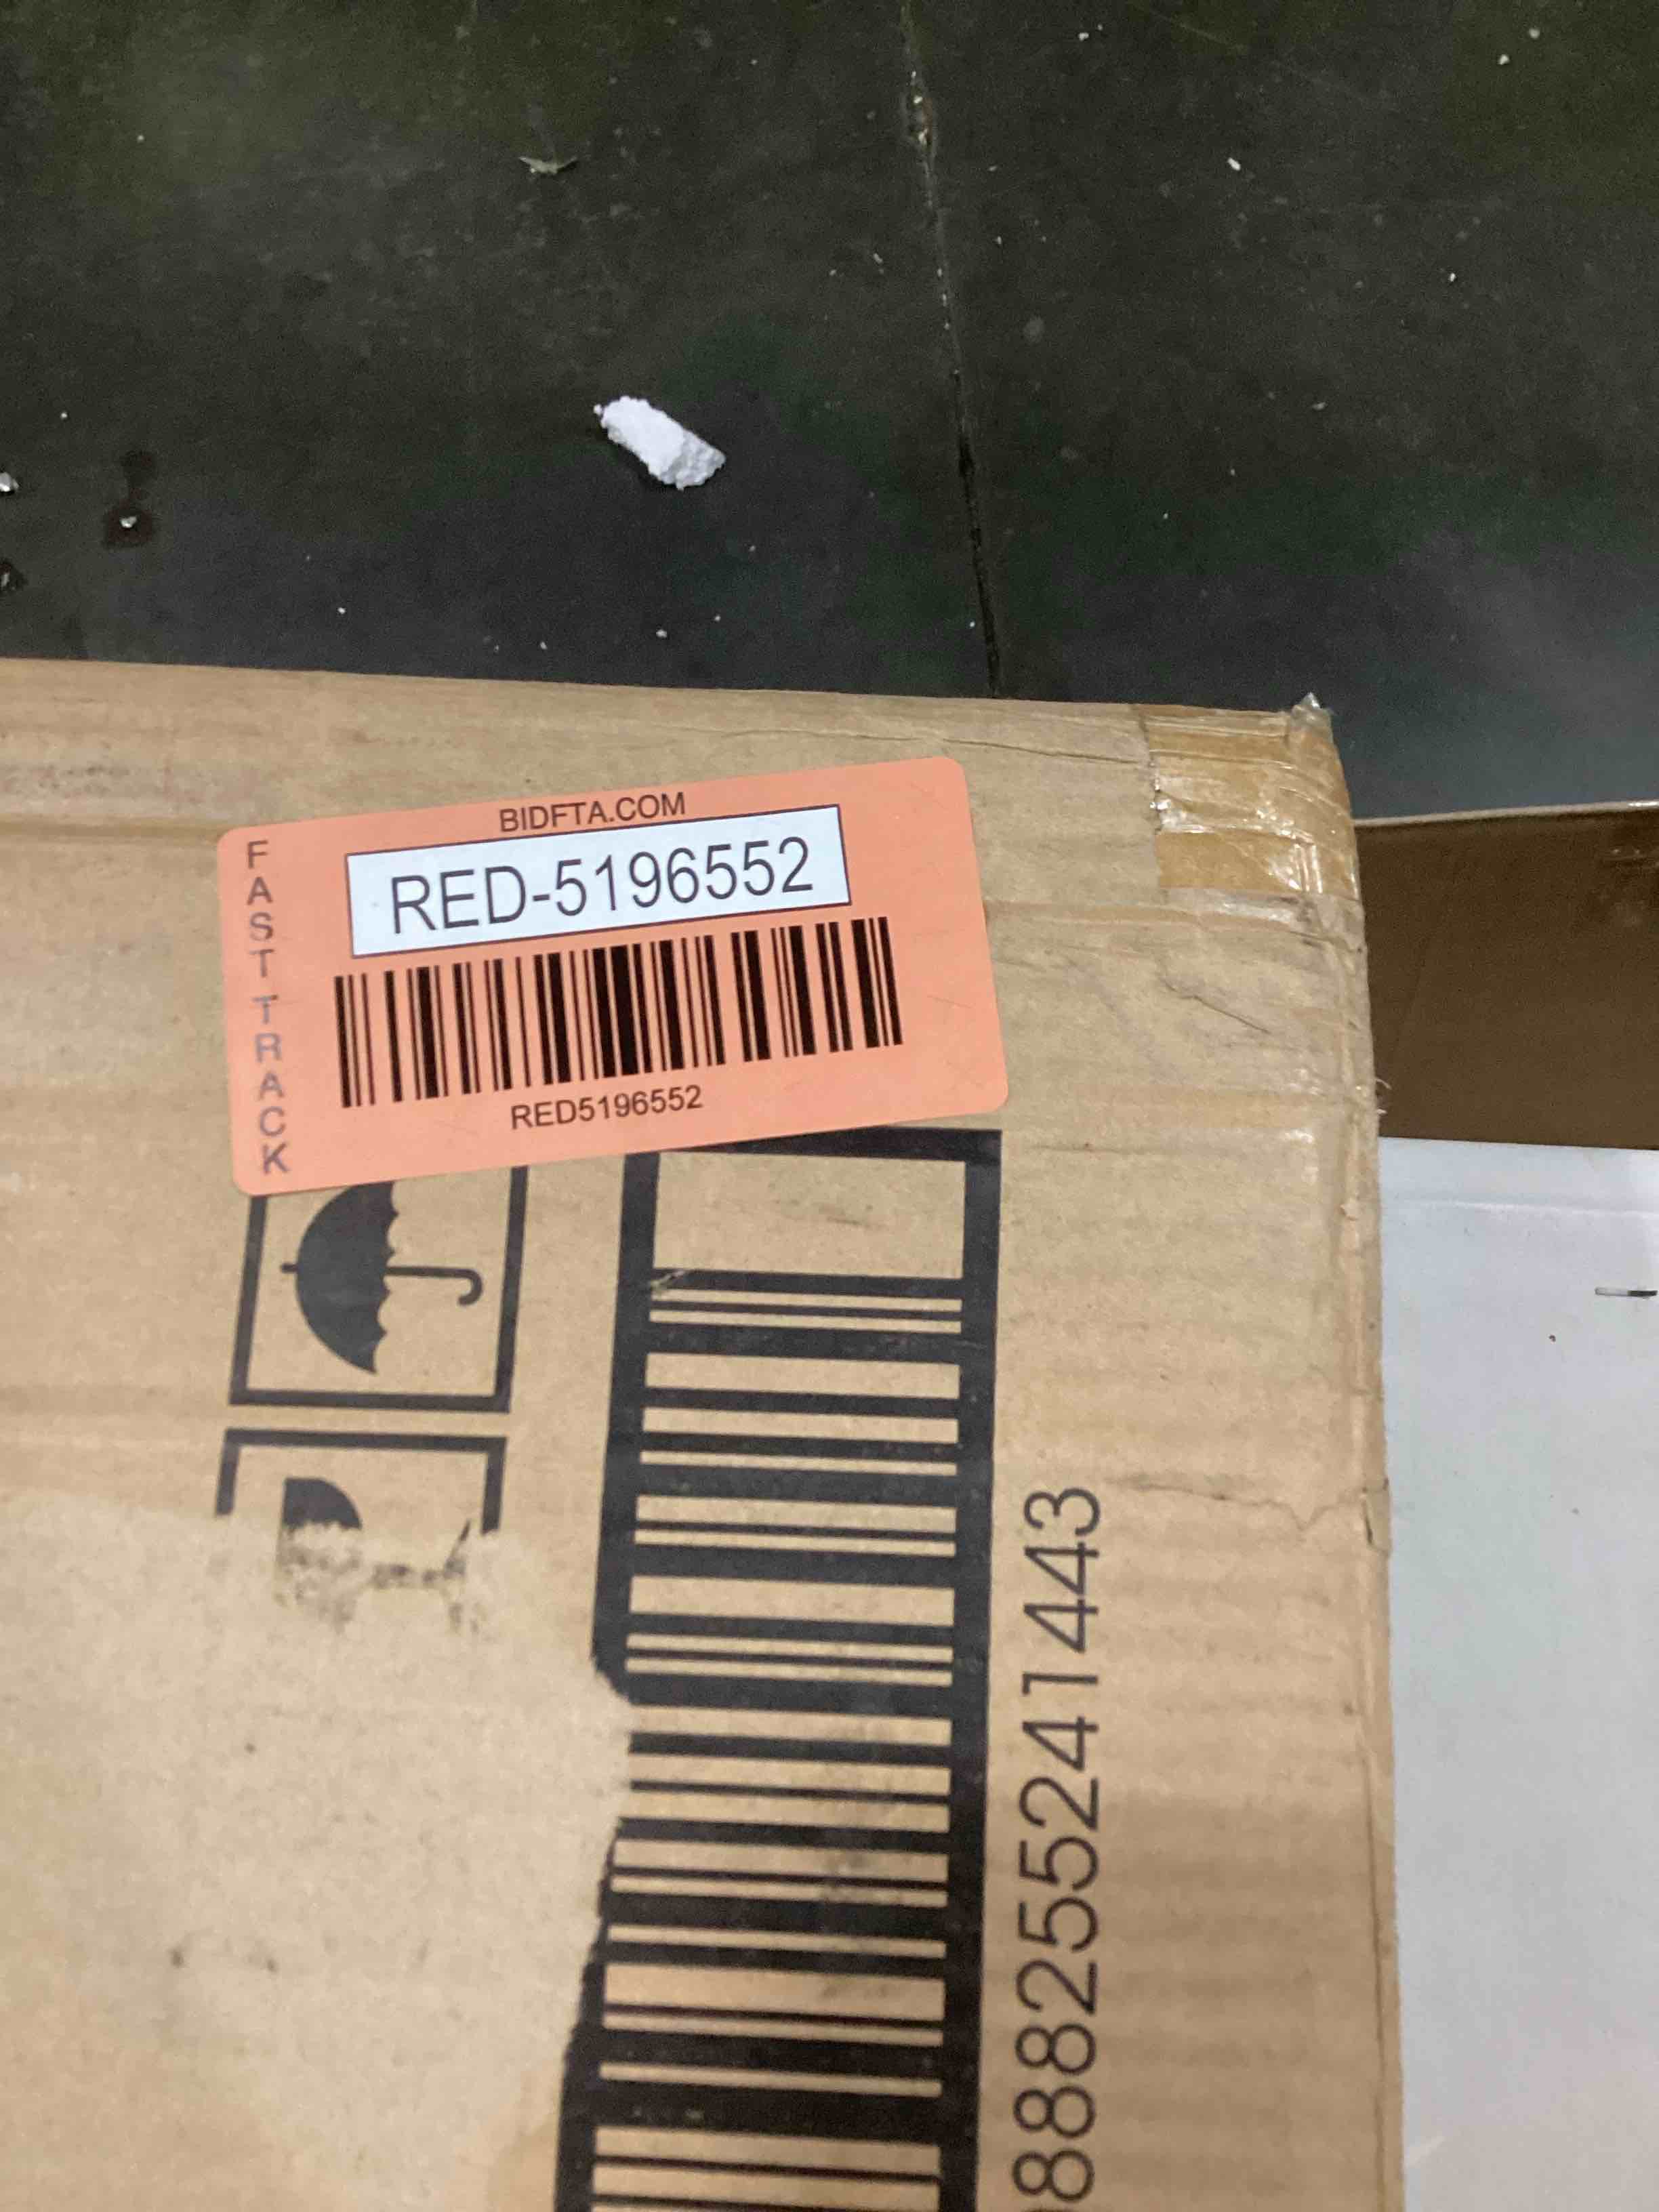 BIDFTA.COM
RED-5196552
RED5196552
FAST TRACK
888255241443